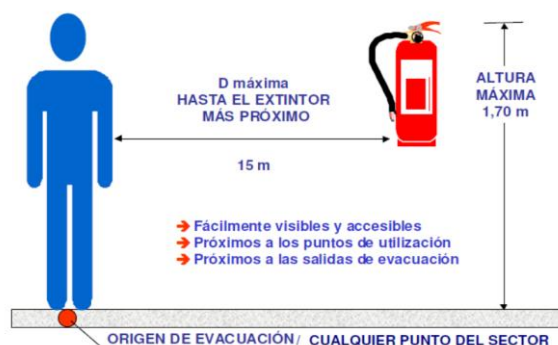 D máxima
HASTA EL EXTINTOR
MÁS PRÓXIMO
15 m
ALTURA
MÁXIMA
1,70 m
➔ Fácilmente visibles y accesibles
➔ Próximos a los puntos de utilización
➔ Próximos a las salidas de evacuación
ORIGEN DE EVACUACIÓN/ CUALQUIER PUNTO DEL SECTOR